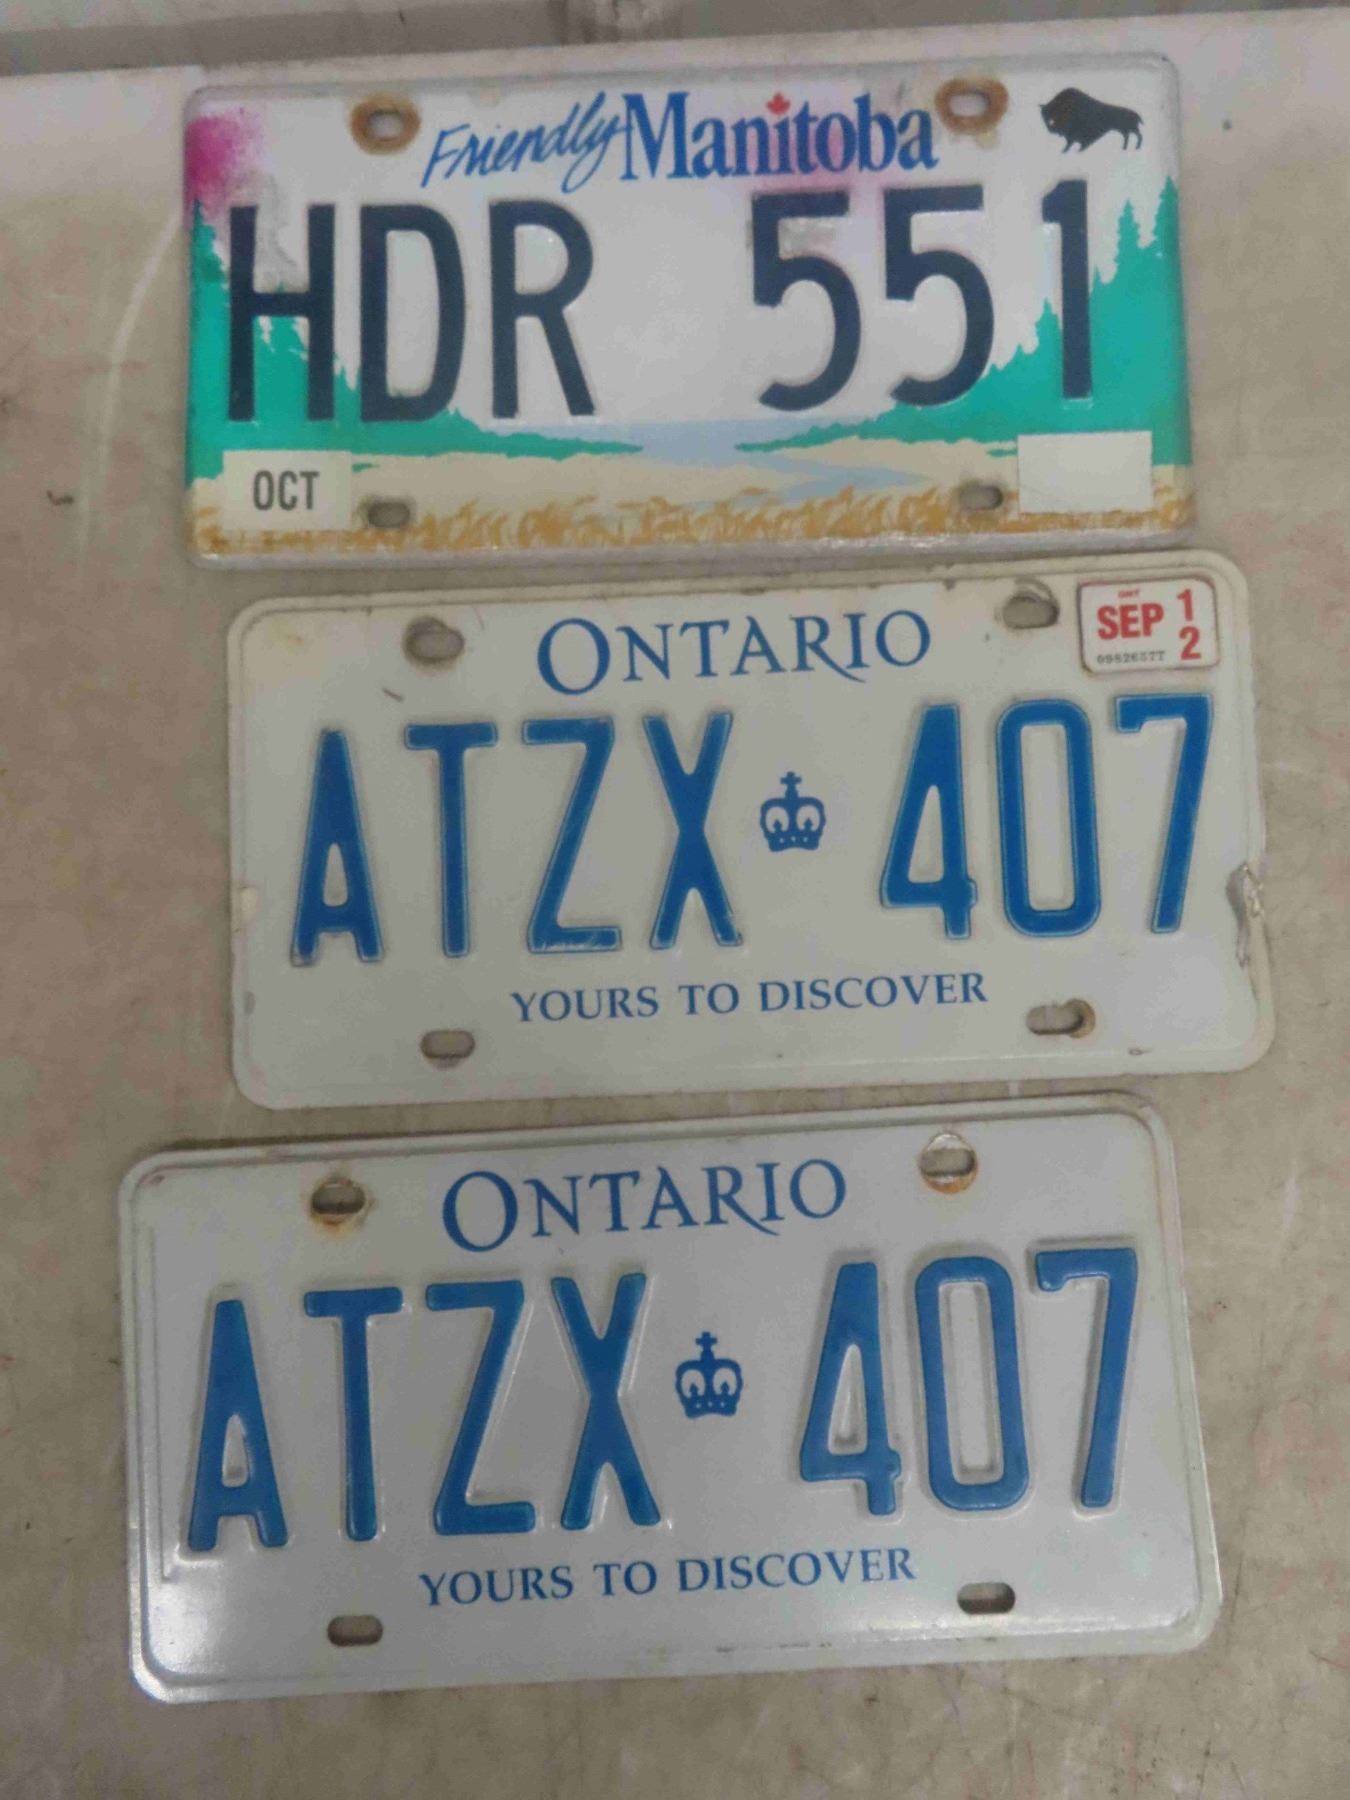 Friendly Manitoba
HDR 551
OCT
ONTARIO
SEP 12
ATZX 407
YOURS TO DISCOVER
ONTARIO
ATZX 407
YOURS TO DISCOVER